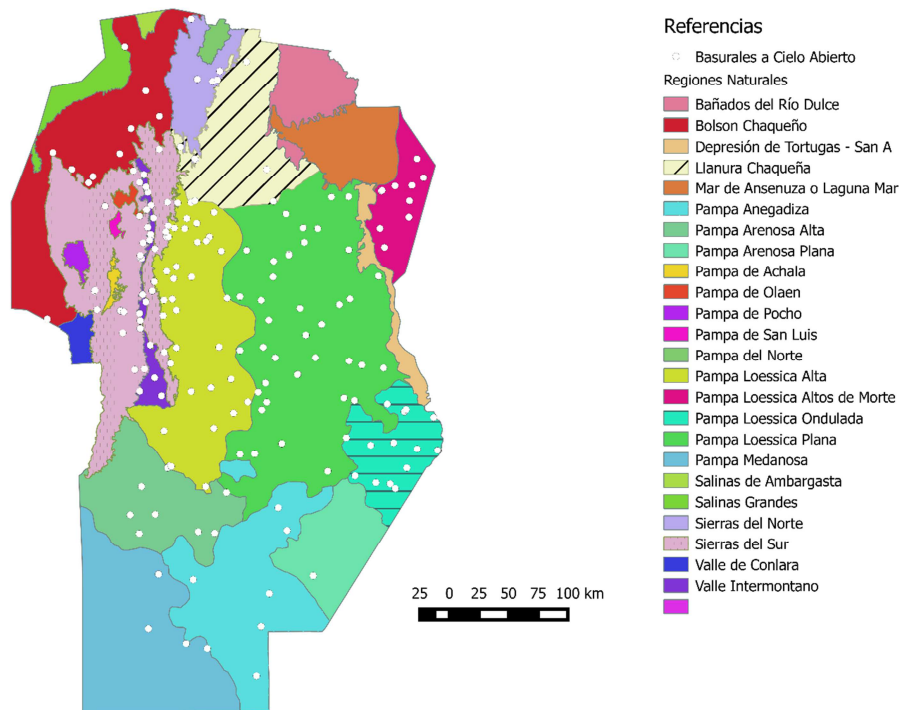 Referencias
Basurales a Cielo Abierto
Regiones Naturales
Bañados del Río Dulce
Bolson Chaqueño
Depresión de Tortugas - San A
Llanura Chaqueña
Mar de Ansenuza o Laguna Mar
Pampa Anegadiza
Pampa Arenosa Alta
Pampa Arenosa Plana
Pampa de Achala
Pampa de Olaen
Pampa de Pocho
Pampa de San Luis
Pampa del Norte
Pampa Loessica Alta
Pampa Loessica Altos de Morte
Pampa Loessica Ondulada
Pampa Loessica Plana
Pampa Medanosa
Salinas de Ambargasta
Salinas Grandes
Sierras del Norte
Sierras del Sur
Valle de Conlara
Valle Intermontano
25 0 25 50 75 100 km